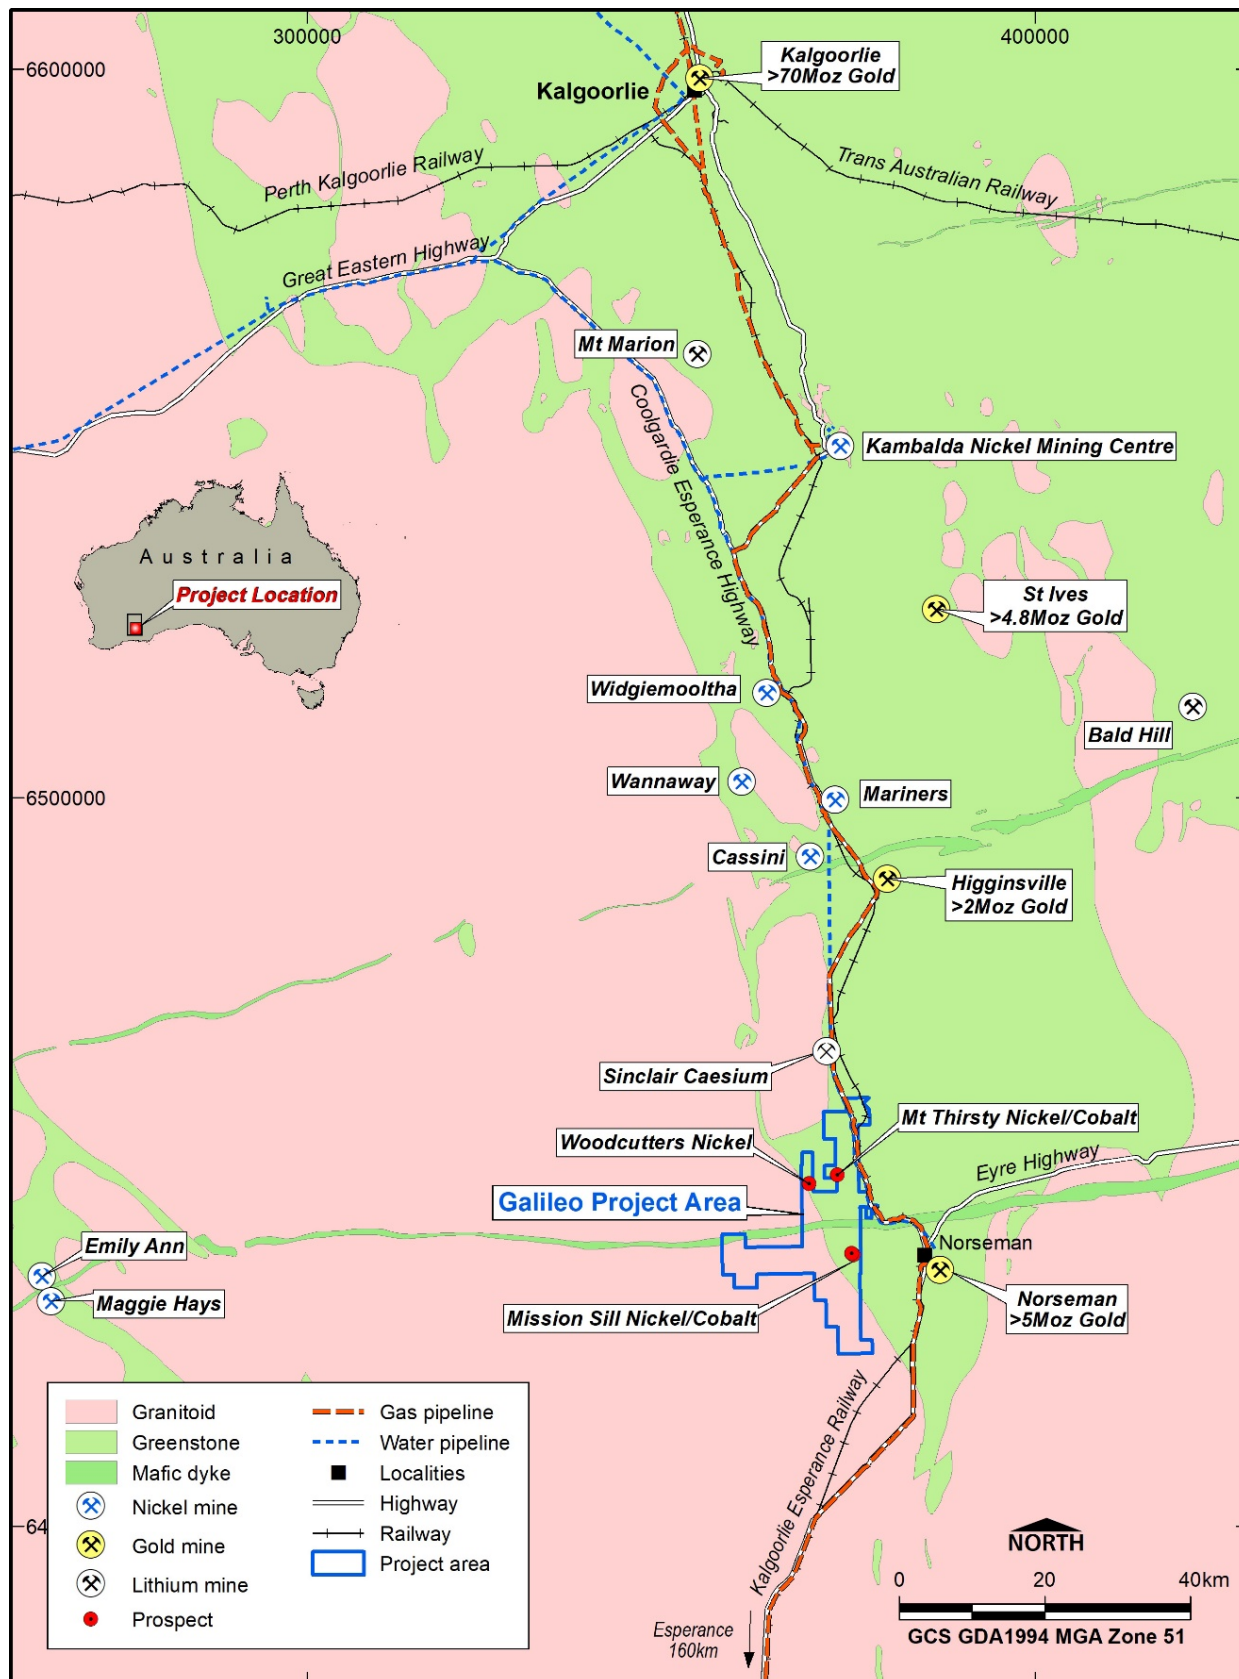 300000
400000
6600000
Kalgoorlie
>70Moz Gold
Kalgoorlie
Perth Kalgoorlie Railway
Trans Australian Railway
Great Eastern Highway
Mt Marion
Coolgardie Esperance Highway
Kambalda Nickel Mining Centre
Australia
Project Location
St Ives
>4.8Moz Gold
Widgiemooltha
Bald Hill
Wannaway
Mariners
6500000
Cassini
Higginsville
>2Moz Gold
Sinclair Caesium
Mt Thirsty Nickel/Cobalt
Woodcutters Nickel
Eyre Highway
Galileo Project Area
Emily Ann
Norseman
Maggie Hays
Mission Sill Nickel/Cobalt
Norseman
>5Moz Gold
Kalgoorlie Esperance Railway
Granitoid
Greenstone
Mafic dyke
Nickel mine
Gold mine
Lithium mine
Prospect
Gas pipeline
Water pipeline
Localities
Highway
Railway
Project area
64
NORTH
0 20 40km
GCS GDA1994 MGA Zone 51
Esperance
160km